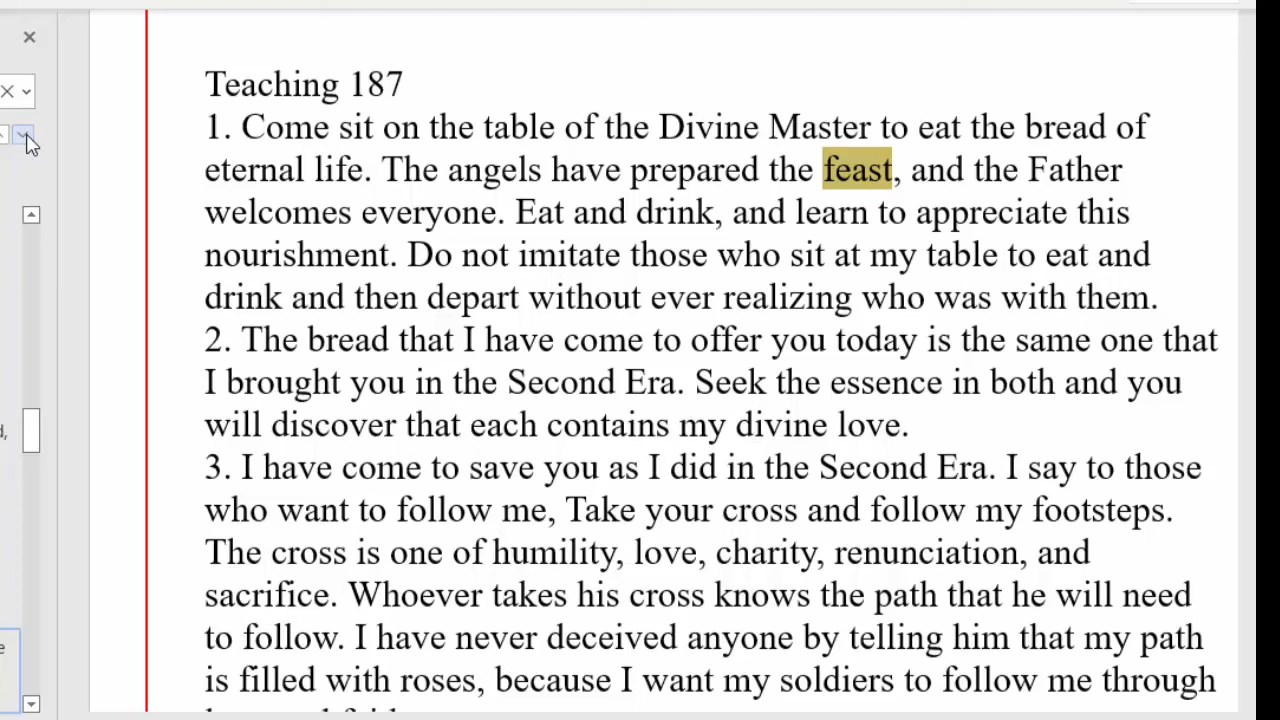 Teaching 187
1. Come sit on the table of the Divine Master to eat the bread of
eternal life. The angels have prepared the feast, and the Father
welcomes everyone. Eat and drink, and learn to appreciate this
nourishment. Do not imitate those who sit at my table to eat and
drink and then depart without ever realizing who was with them.
2. The bread that I have come to offer you today is the same one that
I brought you in the Second Era. Seek the essence in both and you
will discover that each contains my divine love.
3. I have come to save you as I did in the Second Era. I say to those
who want to follow me, Take your cross and follow my footsteps.
The cross is one of humility, love, charity, renunciation, and
sacrifice. Whoever takes his cross knows the path that he will need
to follow. I have never deceived anyone by telling him that my path
is filled with roses, because I want my soldiers to follow me through